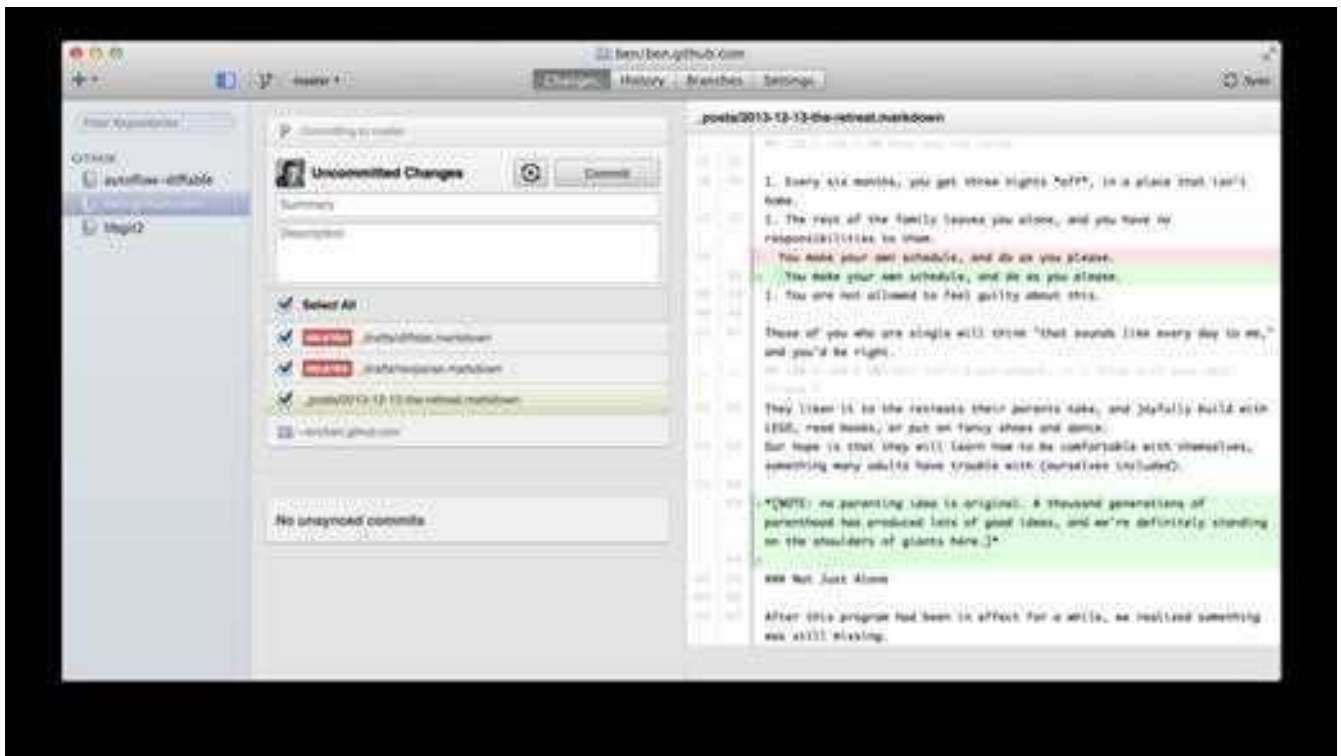 ben/ben.github.com
master
Changes History Branches Settings
Sync
Filter Repositories
GITHUB
autoflow-diffable
libgit2
Committing to master
Uncommitted Changes
Commit
Summary
Description
Select All
_posts/2013-12-13-the-retreat.markdown
No unsynced commits
_posts/2013-12-13-the-retreat.markdown
1. Every six months, you get three nights *off*, in a place that isn't
home.
1. The rest of the family leaves you alone, and you have no
responsibilities to them.
You make your own schedule, and do as you please.
You make your own schedule, and do as you please.
1. You are not allowed to feel guilty about this.
Those of you who are single will think "that sounds like every day to me,"
and you'd be right.
They liken it to the retreats their parents take, and joyfully build with
LEGO, read books, or put on fancy shoes and dance.
Our hope is that they will learn how to be comfortable with themselves,
something many adults have trouble with (ourselves included).
*[NOTE: no parenting idea is original. A thousand generations of
parenthood has produced lots of good ideas, and we're definitely standing
on the shoulders of giants here.]*
### Not Just Alone
After this program had been in effect for a while, we realized something
was still missing.